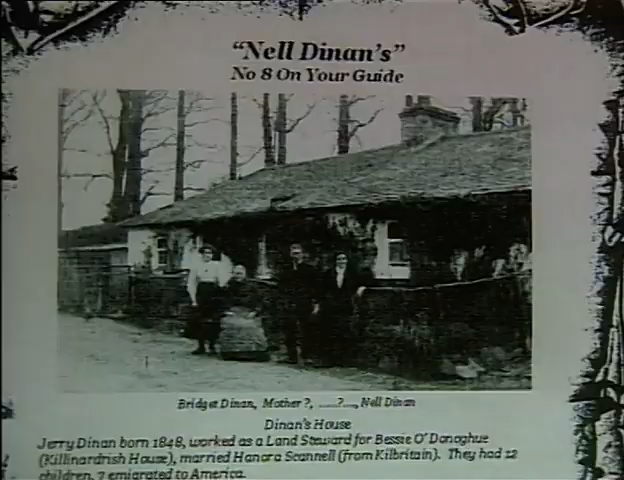 "Nell Dinan's"
No 8 On Your Guide
Bridget Dinan, Mother ?, ......?...., Nell Dinan
Dinan's House
Jerry Dinan born 1848, worked as a Land Steward for Bessie O'Donoghue
(Killinardrish House), married Hanora Scannell (from Kilbritain). They had 12
children, 7 emigrated to America.